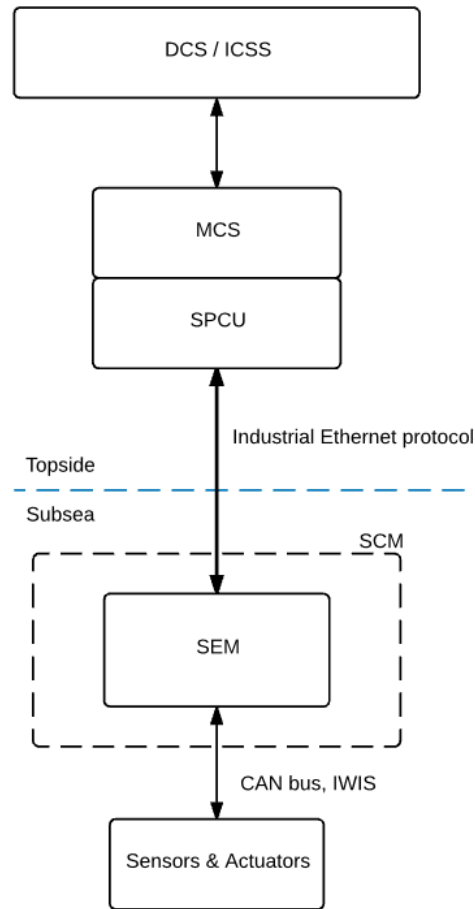 DCS / ICSS
MCS
SPCU
Industrial Ethernet protocol
Topside
Subsea
SCM
SEM
CAN bus, IWIS
Sensors & Actuators